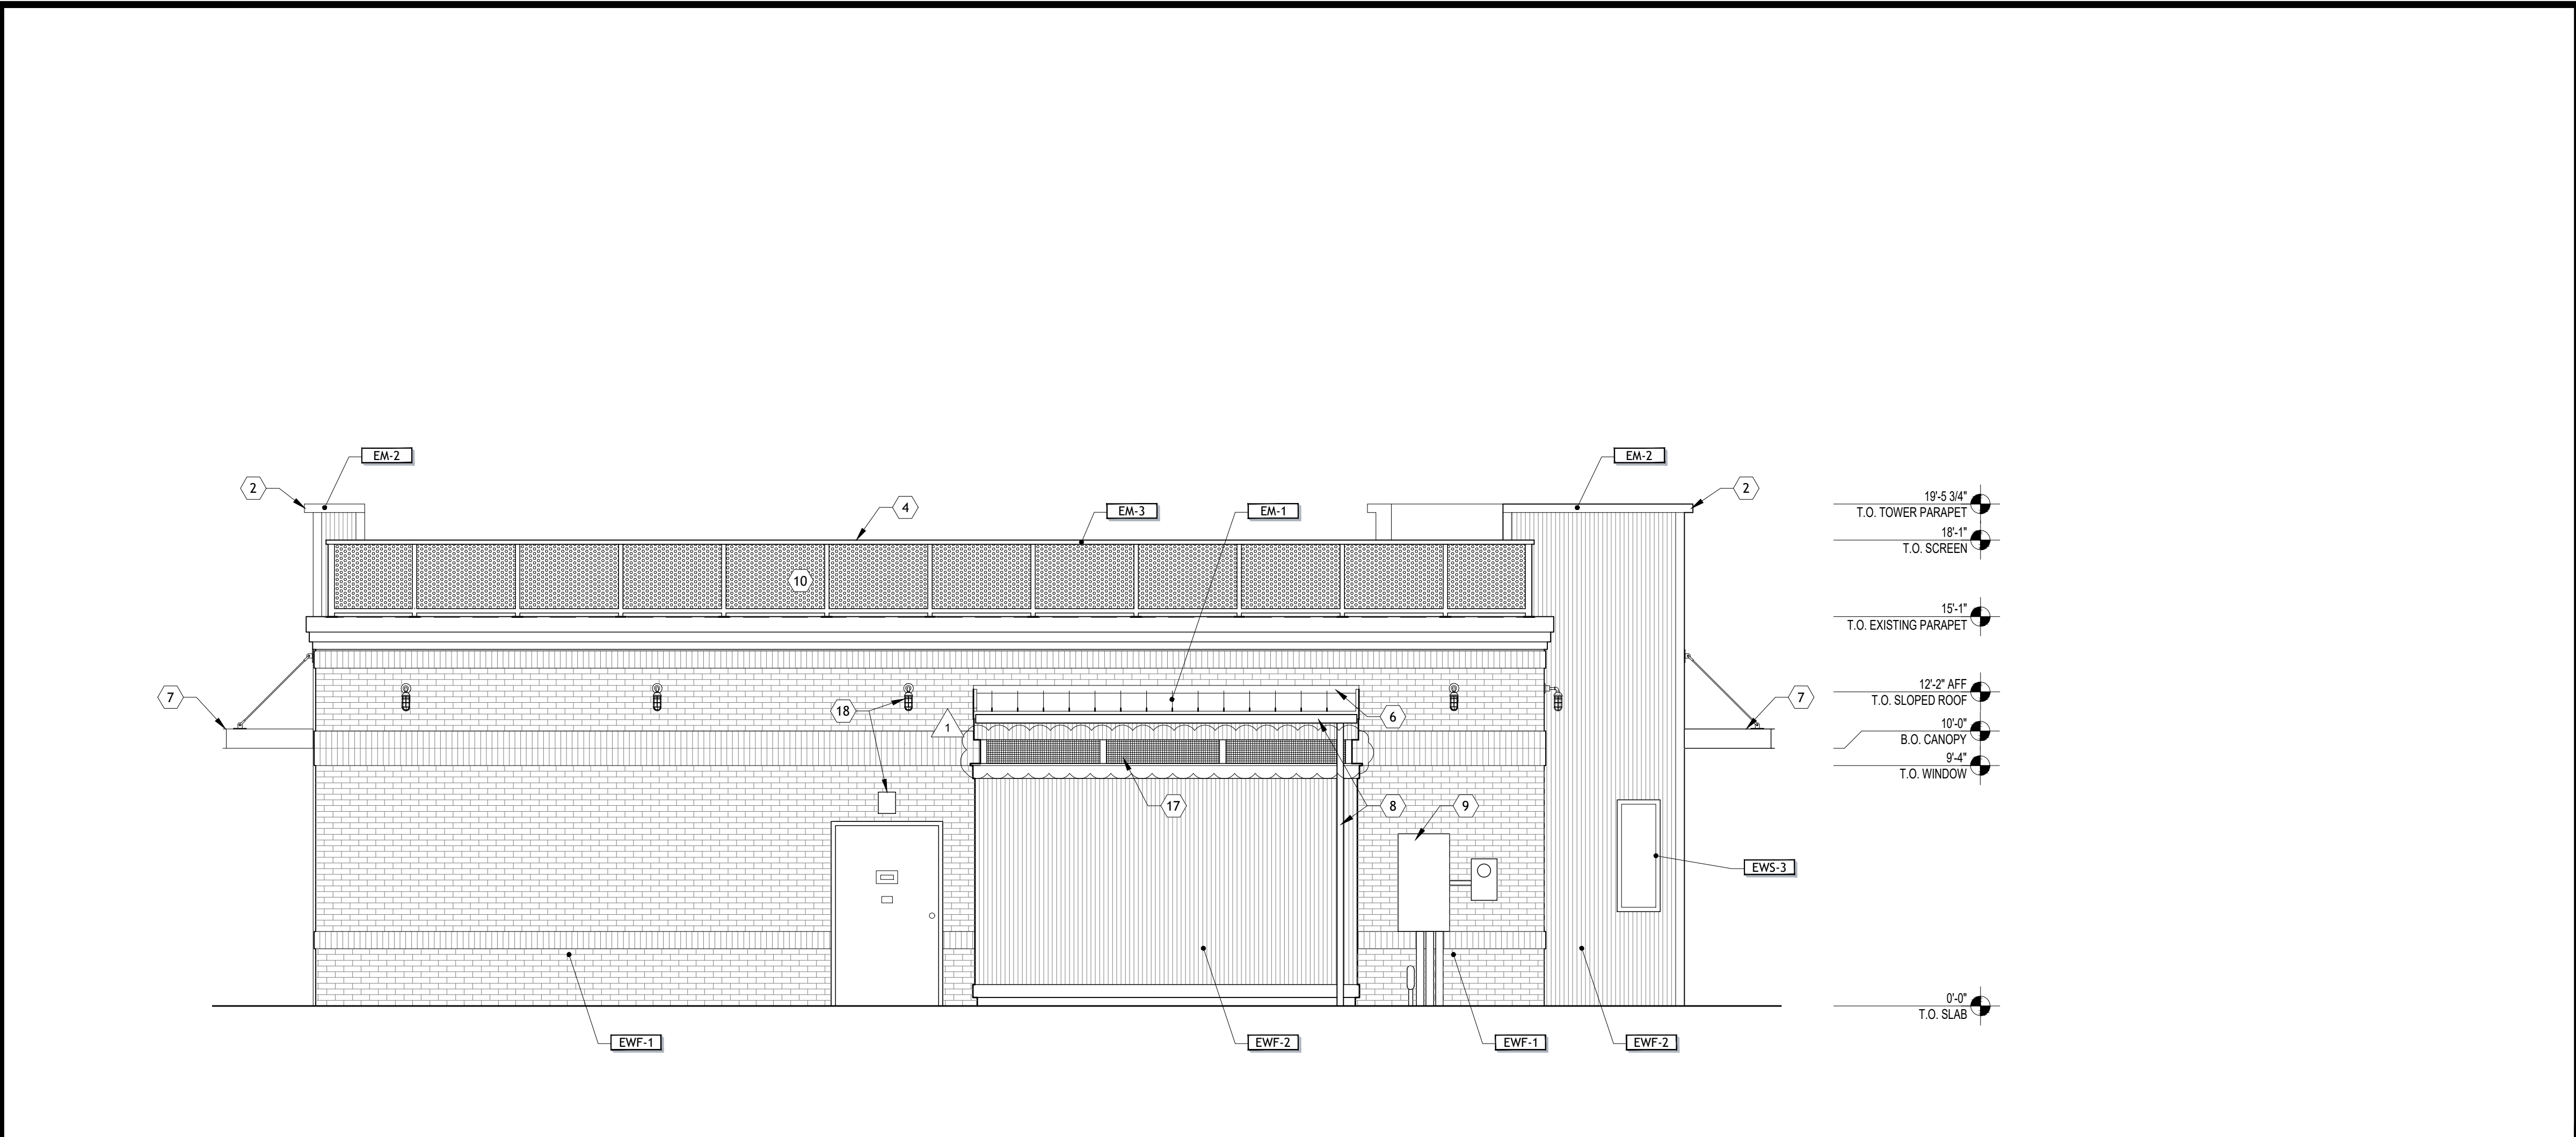 EM-2
EM-2
2
4
EM-3
EM-1
2
19'-5 3/4"
T.O. TOWER PARAPET
18'-1"
T.O. SCREEN
10
15'-1"
T.O. EXISTING PARAPET
7
18
6
7
12'-2" AFF
T.O. SLOPED ROOF
1
10'-0"
B.O. CANOPY
9'-4"
T.O. WINDOW
17
8
9
EWS-3
0'-0"
T.O. SLAB
EWF-1
EWF-2
EWF-1
EWF-2